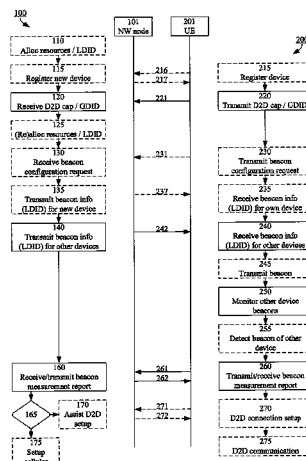 100
101
NW node
201
UE
200
110
Alloc resources / LDID
115
Register new device
120
Receive D2D cap / GDID
125
(Re)alloc resources / LDID
130
Receive beacon
configuration request
135
Transmit beacon info
(LDID) for new device
140
Transmit beacon info
(LDID) for other devices
160
Receive/transmit beacon
measurement report
165
170
Assist D2D
setup
175
Setup
cellular
216
217
221
231
237
242
261
262
271
272
215
Register device
220
Transmit D2D cap / GDID
230
Transmit beacon
configuration request
235
Receive beacon info
(LDID) for own device
240
Receive beacon info
(LDID) for other devices
245
Transmit beacon
250
Monitor other device
beacons
255
Detect beacon of other
device
260
Transmit/receive beacon
measurement report
270
D2D connection setup
275
D2D communication